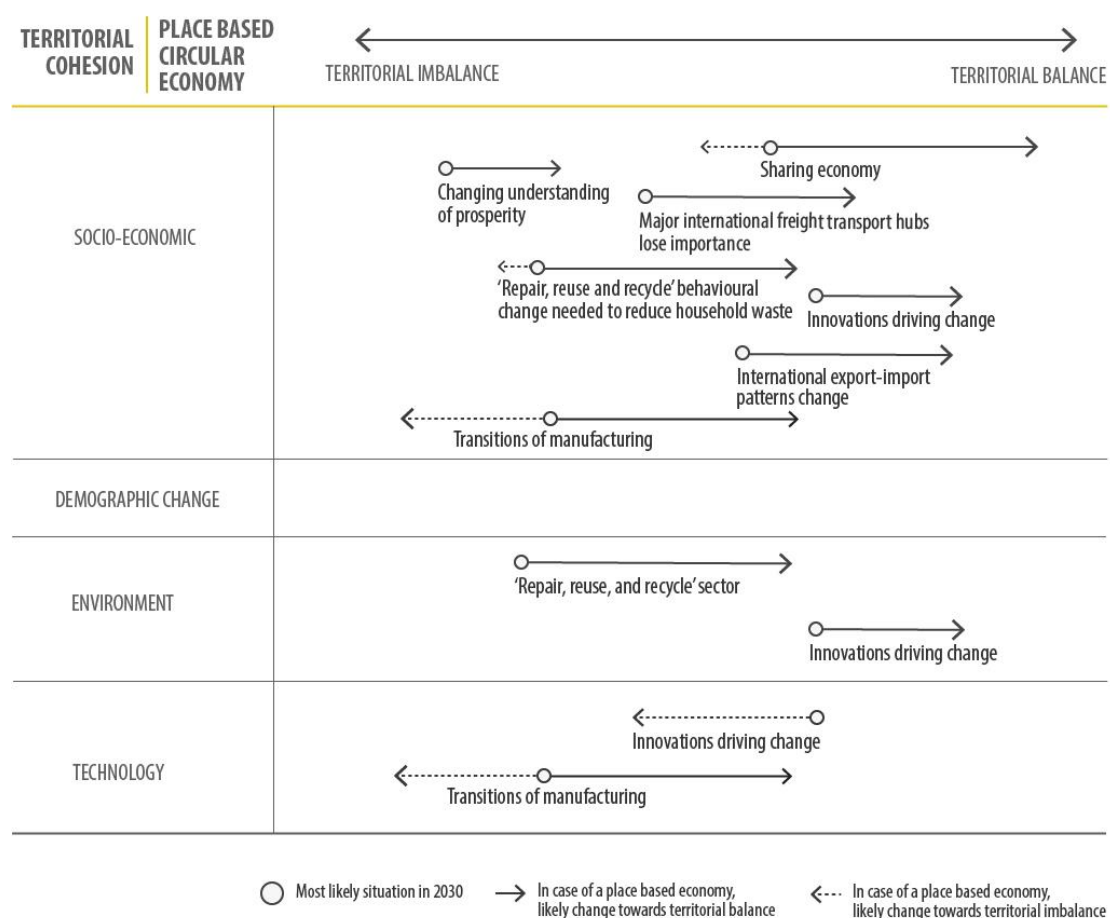 TERRITORIAL
COHESION
PLACE BASED
CIRCULAR
ECONOMY
TERRITORIAL IMBALANCE
TERRITORIAL BALANCE
SOCIO-ECONOMIC
Sharing economy
Changing understanding
of prosperity
Major international freight transport hubs
lose importance
‘Repair, reuse and recycle’ behavioural
change needed to reduce household waste
Innovations driving change
International export-import
patterns change
Transitions of manufacturing
DEMOGRAPHIC CHANGE
ENVIRONMENT
‘Repair, reuse, and recycle’ sector
Innovations driving change
TECHNOLOGY
Innovations driving change
Transitions of manufacturing
Most likely situation in 2030
In case of a place based economy,
likely change towards territorial balance
In case of a place based economy,
likely change towards territorial imbalance